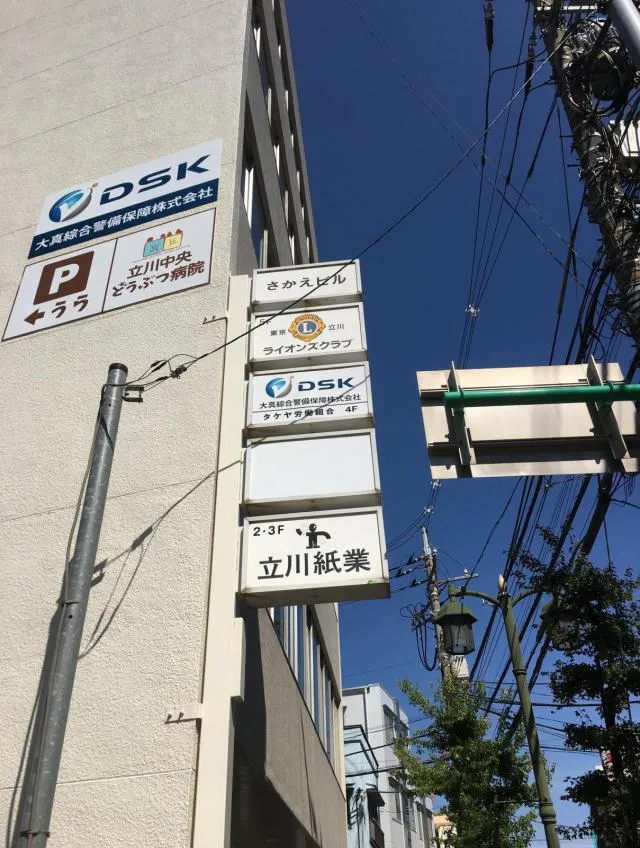 DSK
大真綜合警備保障株式会社
P
←うら
立川中央
どうぶつ病院
さかえビル
5F
東京 L 立川
ライオンズクラブ
DSK
大真綜合警備保障株式会社
タケヤ労働組合 4F
2・3F
立川紙業